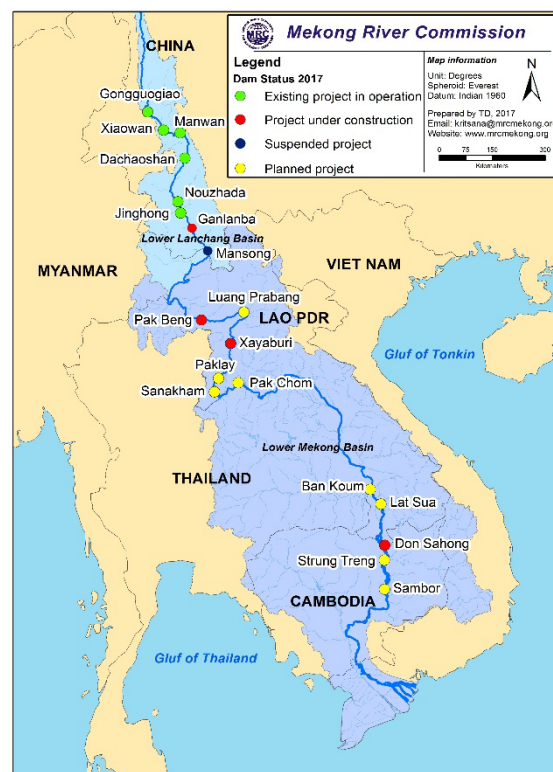 MRC
Mekong River Commission
Legend
Dam Status 2017
Existing project in operation
Project under construction
Suspended project
Planned project
Map information
Unit: Degrees
Spheroid: Everest
Datum: Indian 1960
Prepared by TD, 2017
Email: kritsana@mrcmekong.org
Website: www.mrcmekong.org
N
0 75 150 300
Kilometers
CHINA
Gongguogiao
Xiaowan
Manwan
Dachaoshan
Nouzhada
Jinghong
Ganlanba
Lower Lanchang Basin
Mansong
MYANMAR
VIET NAM
Luang Prabang
LAO PDR
Pak Beng
Xayaburi
Gluf of Tonkin
Paklay
Pak Chom
Sanakham
Lower Mekong Basin
THAILAND
Ban Koum
Lat Sua
Don Sahong
Strung Treng
Sambor
CAMBODIA
Gluf of Thailand